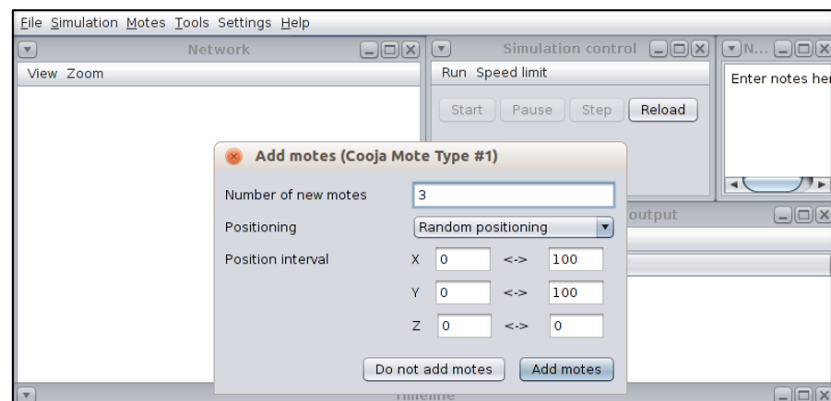 File Simulation Motes Tools Settings Help
Network
Simulation control
N...
View Zoom
Run Speed limit
Enter notes her
Start Pause Step Reload
Add motes (Cooja Mote Type #1)
Number of new motes 3
Positioning Random positioning
output
Position interval X 0 <-> 100
Y 0 <-> 100
Z 0 <-> 0
Do not add motes Add motes
Timeline